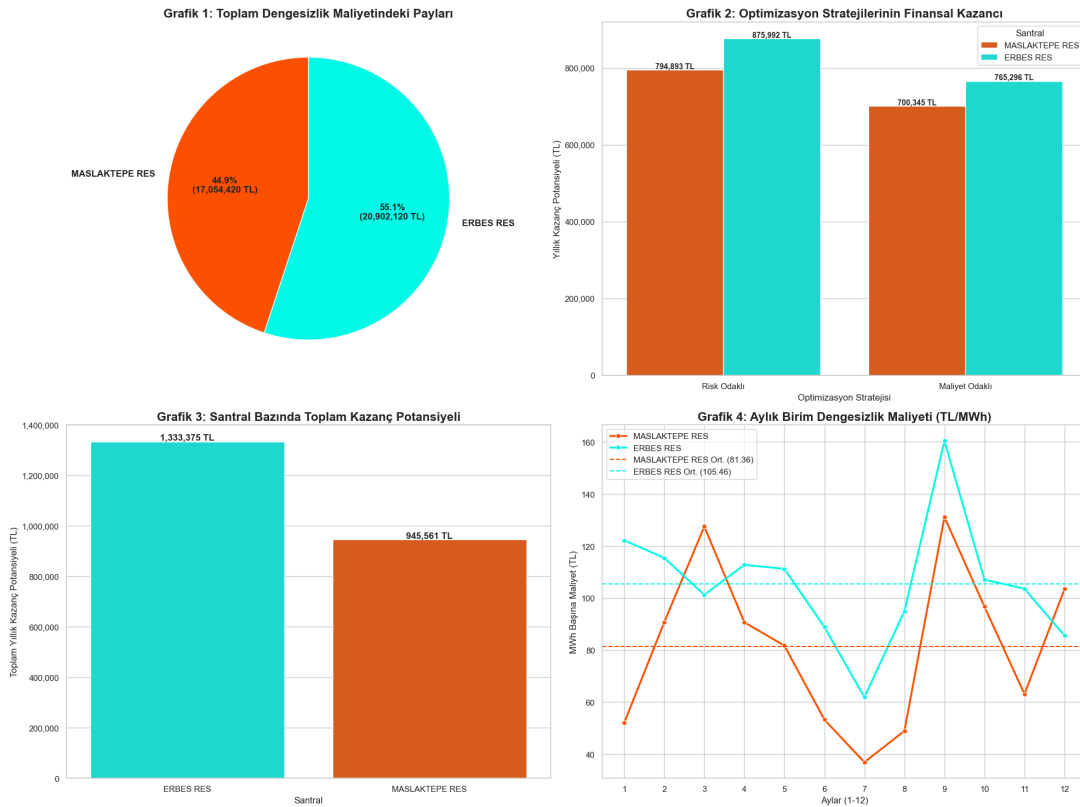 Grafik 1: Toplam Dengesizlik Maliyetindeki Payları
MASLAKTEPE RES
44.9%
(17,054,420 TL)
55.1%
(20,902,120 TL)
ERBES RES
Grafik 2: Optimizasyon Stratejilerinin Finansal Kazancı
Yıllık Kazanç Potansiyeli (TL)
800,000
600,000
400,000
200,000
0
794,893 TL
875,992 TL
700,345 TL
765,296 TL
Santral
MASLAKTEPE RES
ERBES RES
Risk Odaklı
Maliyet Odaklı
Optimizasyon Stratejisi
Grafik 3: Santral Bazında Toplam Kazanç Potansiyeli
Toplam Yıllık Kazanç Potansiyeli (TL)
1,400,000
1,200,000
1,000,000
800,000
600,000
400,000
200,000
0
1,333,375 TL
945,561 TL
ERBES RES
MASLAKTEPE RES
Santral
Grafik 4: Aylık Birim Dengesizlik Maliyeti (TL/MWh)
MASLAKTEPE RES
ERBES RES
MASLAKTEPE RES Ort. (81.36)
ERBES RES Ort. (105.46)
MWh Başına Maliyet (TL)
160
140
120
100
80
60
40
1 2 3 4 5 6 7 8 9 10 11 12
Aylar (1-12)